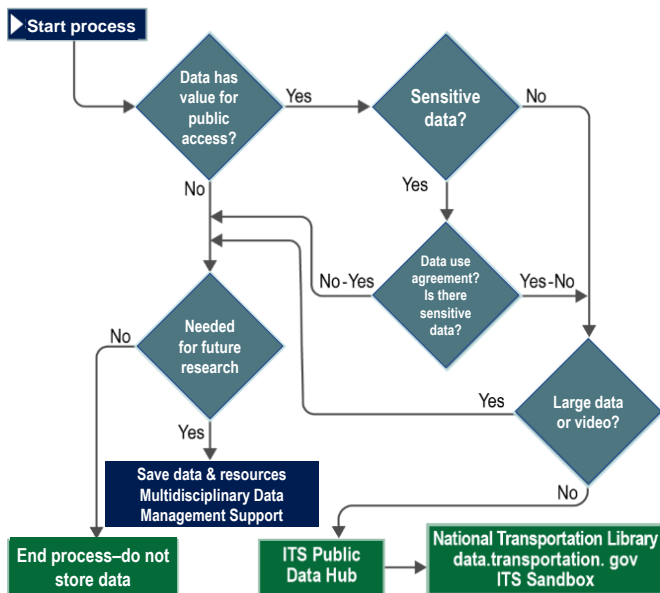 Start process
Data has
value for
public
access?
Yes
Sensitive
data?
No
No
Yes
Data use
agreement?
Is there
sensitive
data?
No-Yes
Yes-No
Needed
for future
research
No
Yes
Large data
or video?
Yes
No
Save data & resources
Multidisciplinary Data
Management Support
End process–do not
store data
ITS Public
Data Hub
National Transportation Library
data.transportation. gov
ITS Sandbox